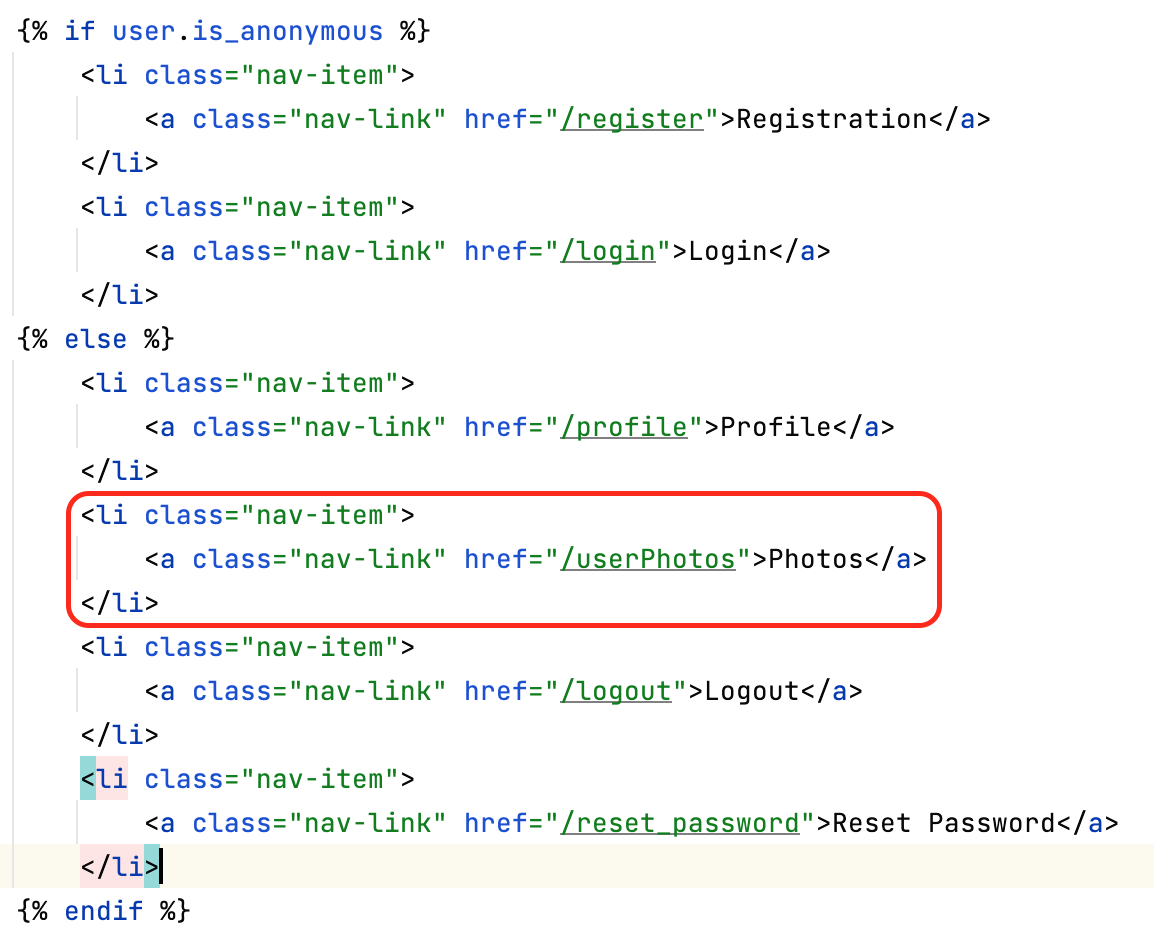 {% if user.is_anonymous %}
<li class="nav-item">
<a class="nav-link" href="/register">Registration</a>
</li>
<li class="nav-item">
<a class="nav-link" href="/login">Login</a>
</li>
{% else %}
<li class="nav-item">
<a class="nav-link" href="/profile">Profile</a>
</li>
<li class="nav-item">
<a class="nav-link" href="/userPhotos">Photos</a>
</li>
<li class="nav-item">
<a class="nav-link" href="/logout">Logout</a>
</li>
<li class="nav-item">
<a class="nav-link" href="/reset_password">Reset Password</a>
</li>
{% endif %}